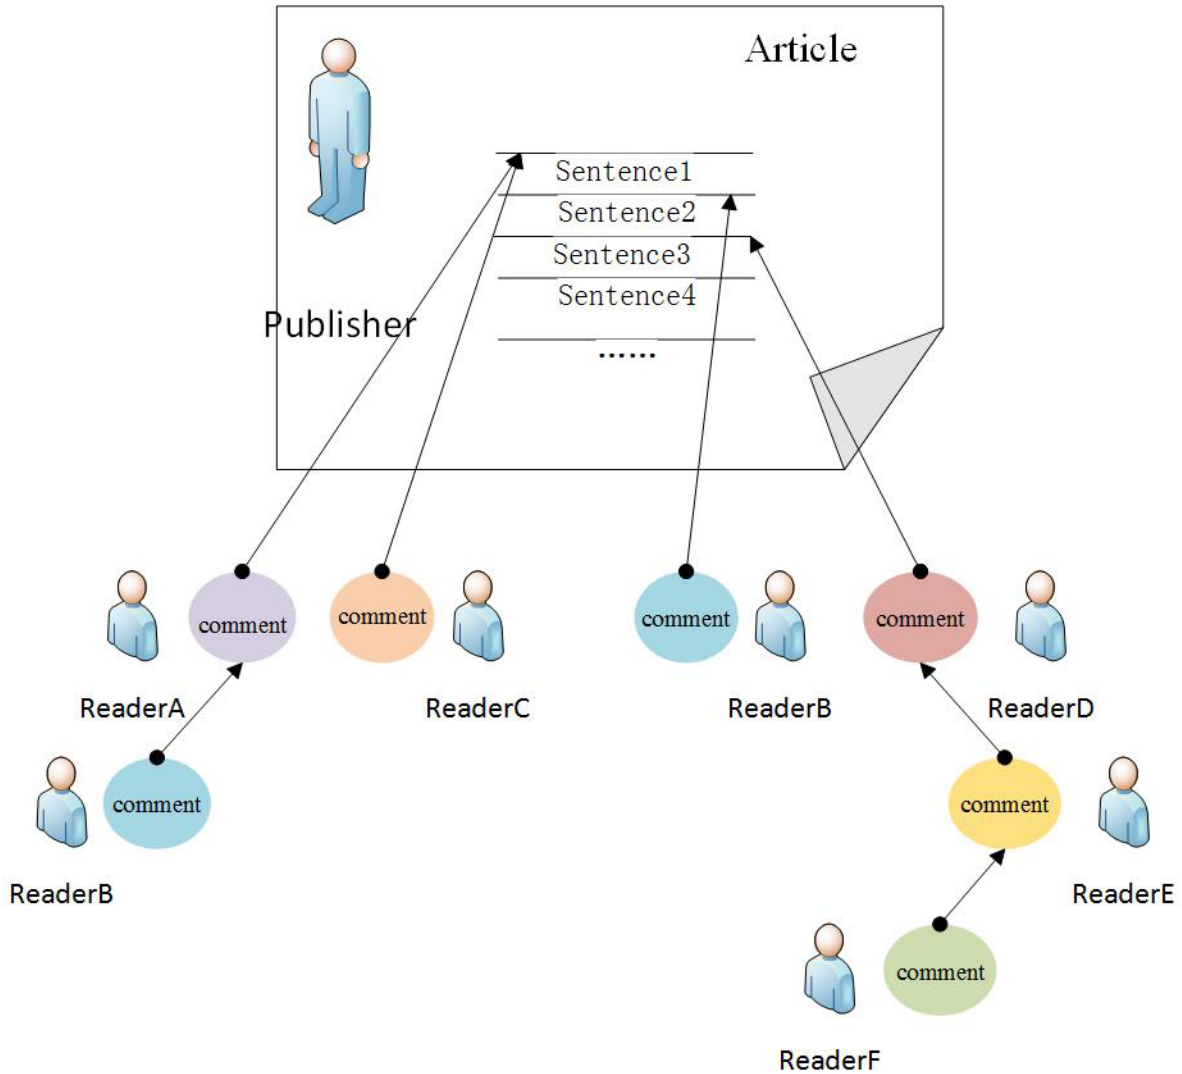 Article
Sentence1
Sentence2
Sentence3
Sentence4
......
Publisher
comment
comment
comment
comment
ReaderA
ReaderC
ReaderB
ReaderD
comment
comment
ReaderB
ReaderE
comment
ReaderF